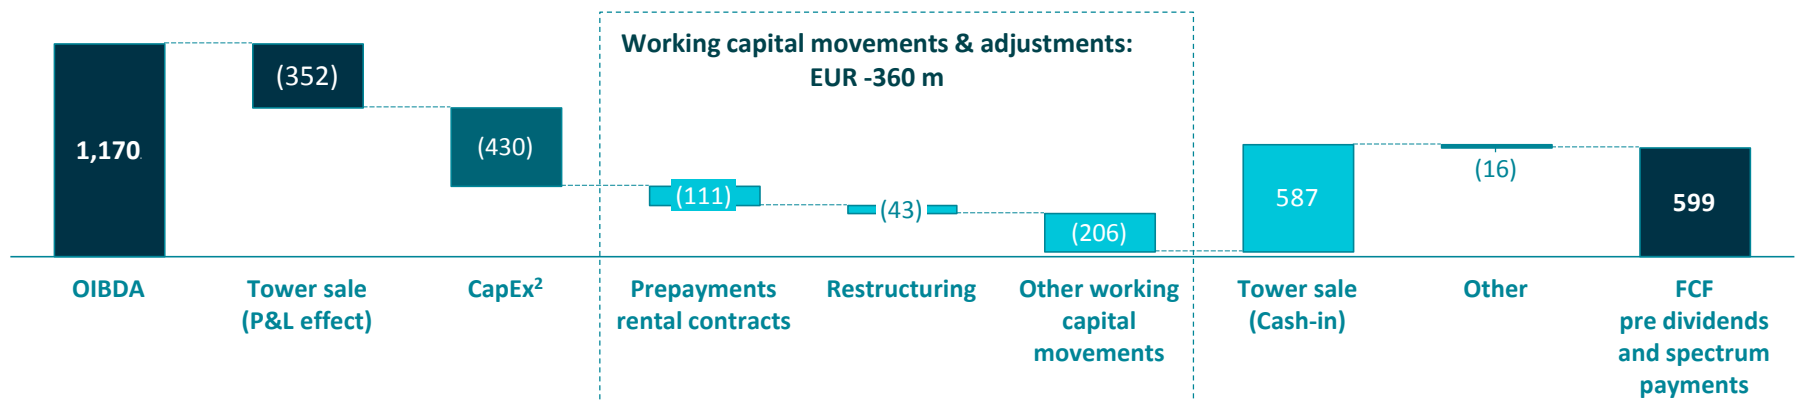 Working capital movements & adjustments:
EUR -360 m
1,170
(352)
(430)
(111)
(43)
(206)
587
(16)
599
OIBDA
Tower sale
(P&L effect)
CapEx²
Prepayments
rental contracts
Restructuring
Other working
capital
movements
Tower sale
(Cash-in)
Other
FCF
pre dividends
and spectrum
payments